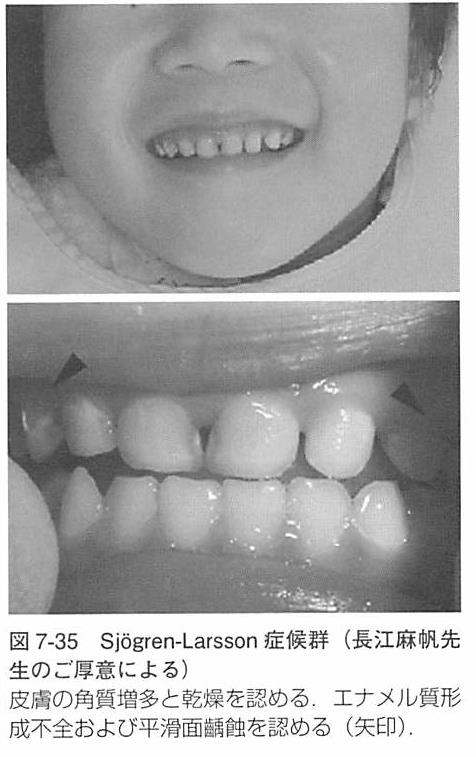 図7-35 Sjögren-Larsson 症候群（長江麻帆先
生のご厚意による）
皮膚の角質増多と乾燥を認める．エナメル質形
成不全および平滑面齲蝕を認める（矢印）．